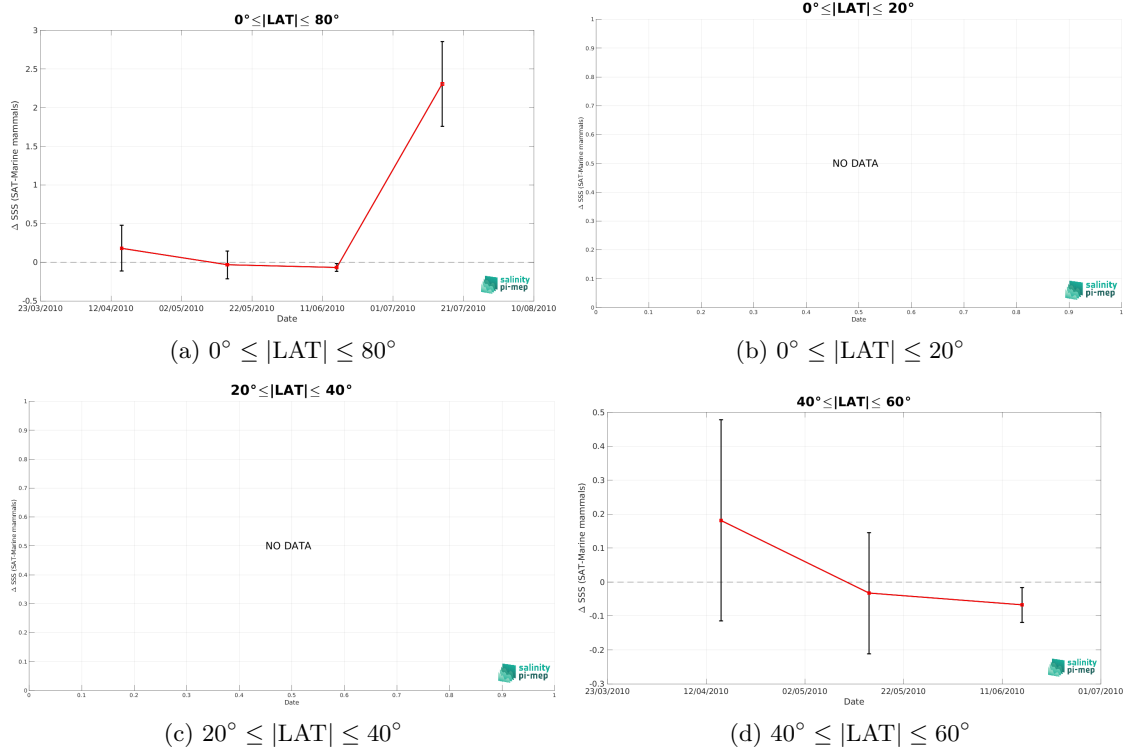 0°≤|LAT|≤ 80°
3
2.5
2
1.5
1
0.5
0
-0.5
Δ SSS (SAT-Marine mammals)
23/03/2010 12/04/2010 02/05/2010 22/05/2010 11/06/2010 01/07/2010 21/07/2010 10/08/2010
Date
salinity
pi-mep
(a) 0° ≤ |LAT| ≤ 80°
0°≤|LAT|≤ 20°
1
0.9
0.8
0.7
0.6
0.5
0.4
0.3
0.2
0.1
0
Δ SSS (SAT-Marine mammals)
NO DATA
0 0.1 0.2 0.3 0.4 0.5 0.6 0.7 0.8 0.9 1
Date
salinity
pi-mep
(b) 0° ≤ |LAT| ≤ 20°
20°≤|LAT|≤ 40°
1
0.9
0.8
0.7
0.6
0.5
0.4
0.3
0.2
0.1
0
Δ SSS (SAT-Marine mammals)
NO DATA
0 0.1 0.2 0.3 0.4 0.5 0.6 0.7 0.8 0.9 1
Date
salinity
pi-mep
(c) 20° ≤ |LAT| ≤ 40°
40°≤|LAT|≤ 60°
0.5
0.4
0.3
0.2
0.1
0
-0.1
-0.2
-0.3
Δ SSS (SAT-Marine mammals)
23/03/2010 12/04/2010 02/05/2010 22/05/2010 11/06/2010 01/07/2010
Date
salinity
pi-mep
(d) 40° ≤ |LAT| ≤ 60°